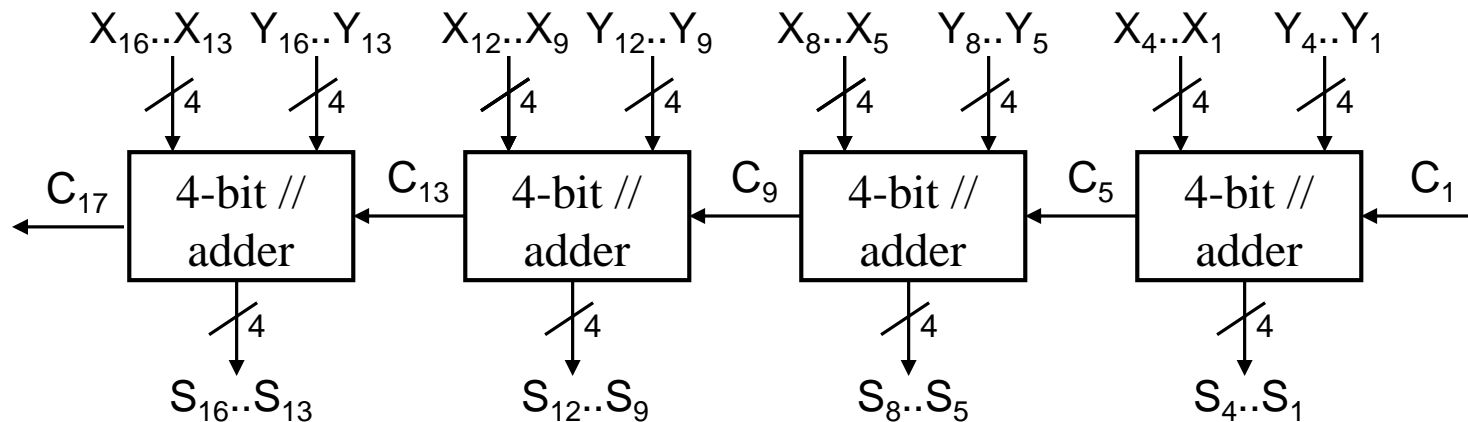 X₁₆..X₁₃ Y₁₆..Y₁₃ X₁₂..X₉ Y₁₂..Y₉ X₈..X₅ Y₈..Y₅ X₄..X₁ Y₄..Y₁
4 4 4 4 4 4 4 4
C₁₇ C₁₃ C₉ C₅ C₁
4-bit // 4-bit // 4-bit // 4-bit //
adder adder adder adder
4 4 4 4
S₁₆..S₁₃ S₁₂..S₉ S₈..S₅ S₄..S₁